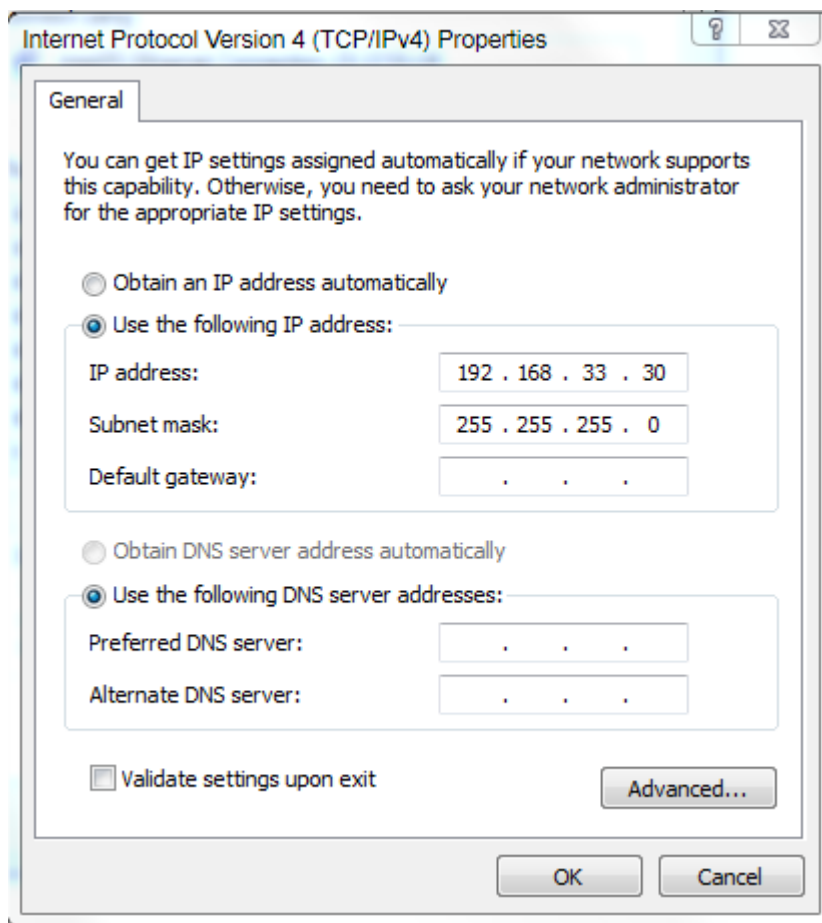 Internet Protocol Version 4 (TCP/IPv4) Properties
General
You can get IP settings assigned automatically if your network supports
this capability. Otherwise, you need to ask your network administrator
for the appropriate IP settings.
Obtain an IP address automatically
Use the following IP address:
IP address: 192 . 168 . 33 . 30
Subnet mask: 255 . 255 . 255 . 0
Default gateway: . . .
Obtain DNS server address automatically
Use the following DNS server addresses:
Preferred DNS server: . . .
Alternate DNS server: . . .
Validate settings upon exit
Advanced...
OK Cancel